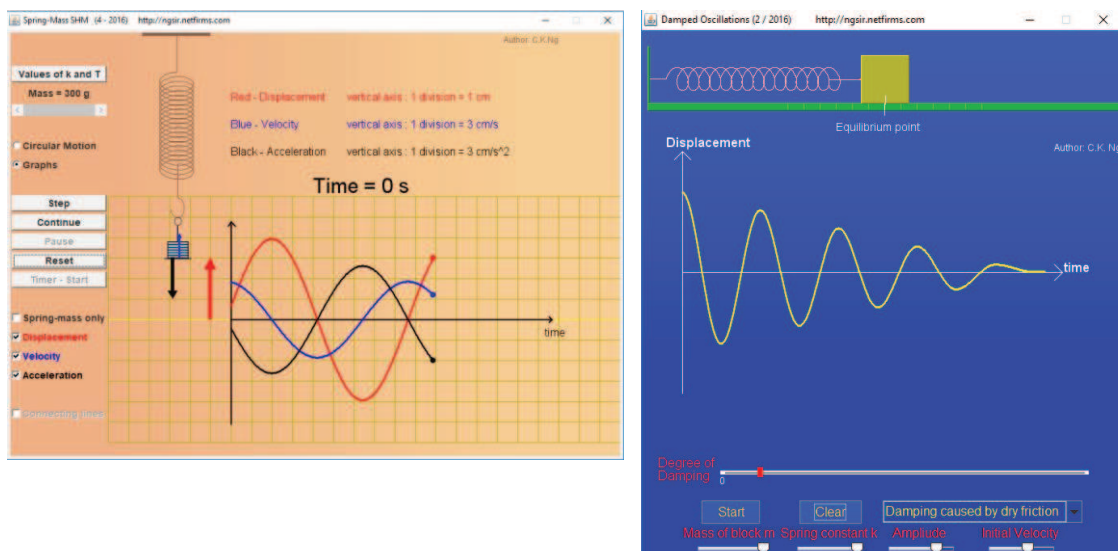 Spring-Mass SHM (4 - 2016) http://ngsir.netfirms.com
Author: C.K.Ng
Values of k and T
Mass = 300 g
Red - Displacement vertical axis : 1 division = 1 cm
Blue - Velocity vertical axis : 1 division = 3 cm/s
Black - Acceleration vertical axis : 1 division = 3 cm/s^2
Circular Motion
Graphs
Time = 0 s
Step
Continue
Pause
Reset
Timer - Start
Spring-mass only
Displacement
Velocity
Acceleration
Connecting lines
time
Damped Oscillations (2 / 2016) http://ngsir.netfirms.com
Equilibrium point
Displacement
Author: C.K. Ng
time
Degree of
Damping
0
Start
Clear
Damping caused by dry friction
Mass of block m
Spring constant k
Amplitude
Initial Velocity